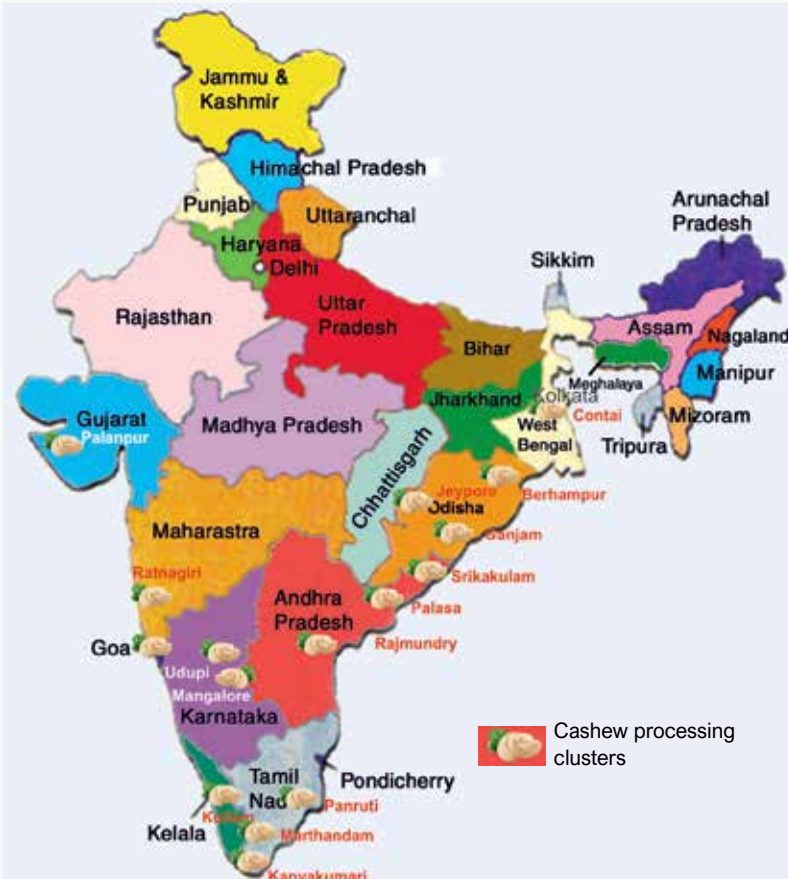 Jammu &
Kashmir
Himachal Pradesh
Punjab
Uttaranchal
Arunachal
Pradesh
Haryana
Delhi
Sikkim
Rajasthan
Uttar
Pradesh
Assam
Nagaland
Bihar
Meghalaya
Manipur
Jharkhand
Kolkata
Gujarat
Palanpur
Madhya Pradesh
West
Bengal
Contai
Tripura
Mizoram
Chhattisgarh
Jeypore
Berhampur
Odisha
Maharastra
Sanjam
Ratnagiri
Srikakulam
Andhra
Pradesh
Palasa
Goa
Rajmundry
Udupi
Mangalore
Karnataka
Cashew processing
clusters
Tamil
Nad
Pondicherry
Panruti
Kelala
Marthandam
Kanyakumari